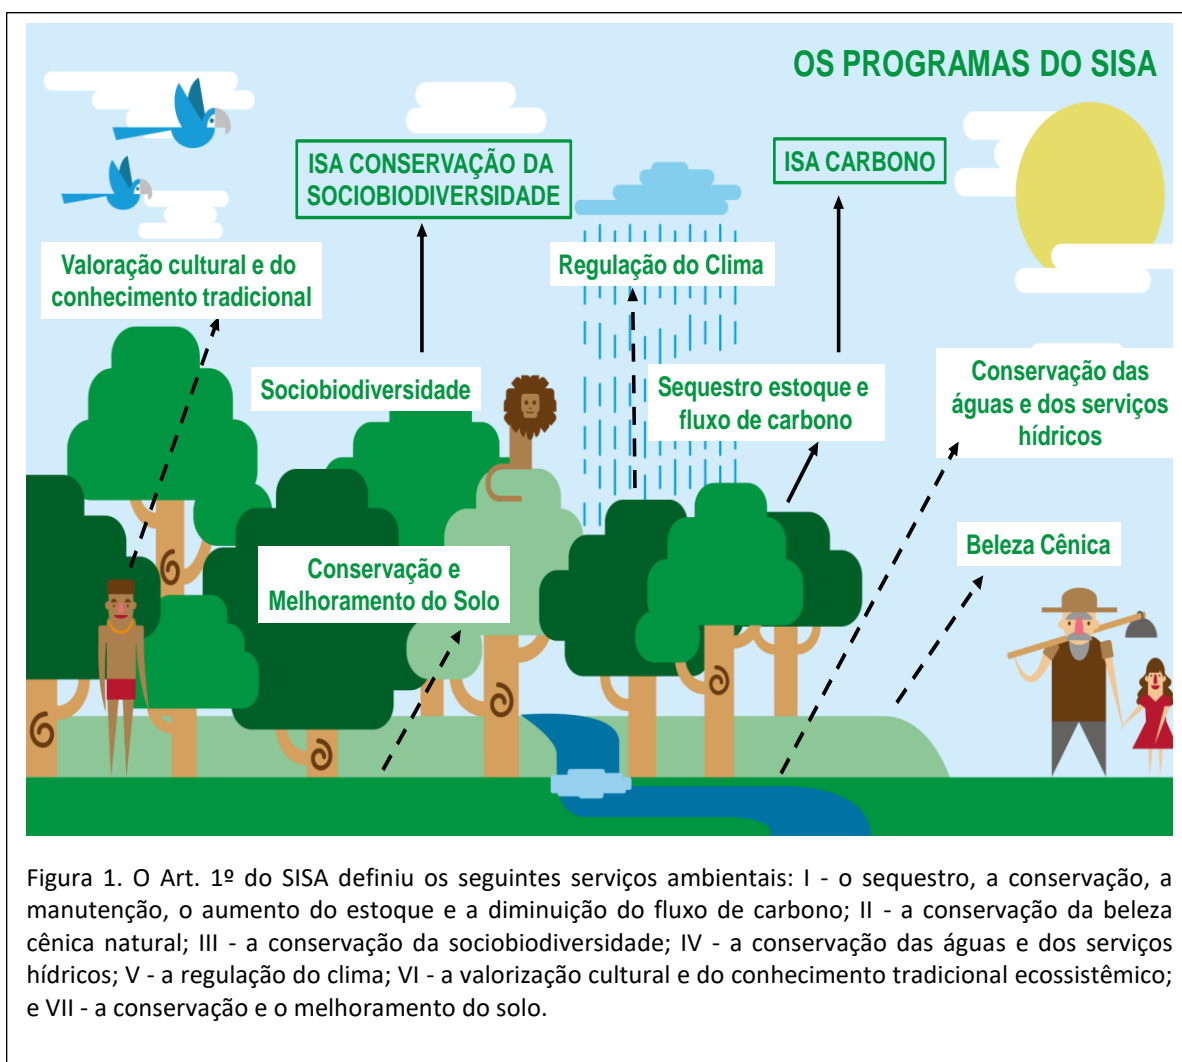 OS PROGRAMAS DO SISA
ISA CONSERVAÇÃO DA
SOCIOBIODIVERSIDADE
ISA CARBONO
Valoração cultural e do
conhecimento tradicional
Regulação do Clima
Sociobiodiversidade
Sequestro estoque e
fluxo de carbono
Conservação das
águas e dos serviços
hídricos
Conservação e
Melhoramento do Solo
Beleza Cênica
Figura 1. O Art. 1º do SISA definiu os seguintes serviços ambientais: I - o sequestro, a conservação, a
manutenção, o aumento do estoque e a diminuição do fluxo de carbono; II - a conservação da beleza
cênica natural; III - a conservação da sociobiodiversidade; IV - a conservação das águas e dos serviços
hídricos; V - a regulação do clima; VI - a valorização cultural e do conhecimento tradicional ecossistêmico;
e VII - a conservação e o melhoramento do solo.